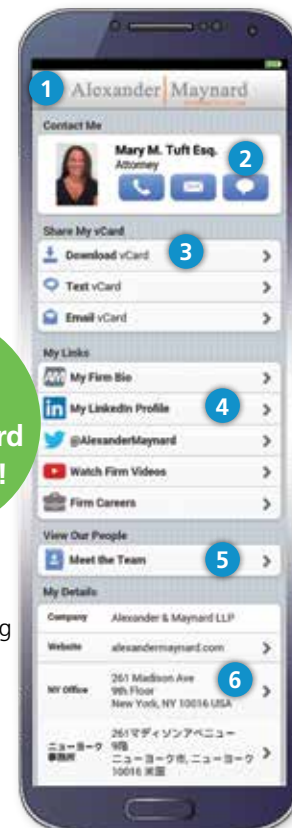 1
Alexander Maynard
Contact Me
Mary M. Tuft Esq.
Attorney
2
Share My vCard
Download vCard
3
Text vCard
Email vCard
My Links
My Firm Bio
in My LinkedIn Profile
4
@AlexanderMaynard
Watch Firm Videos
Firm Careers
rd
!
View Our People
Meet the Team
5
My Details
g
Company Alexander & Maynard LLP
Website alexandermaynard.com
NY Office 261 Madison Ave
9th Floor
New York, NY 10016 USA
6
ニューヨーク事務所 261マディソンアベニュー
9階
ニューヨーク市, ニューヨーク
10016 米国